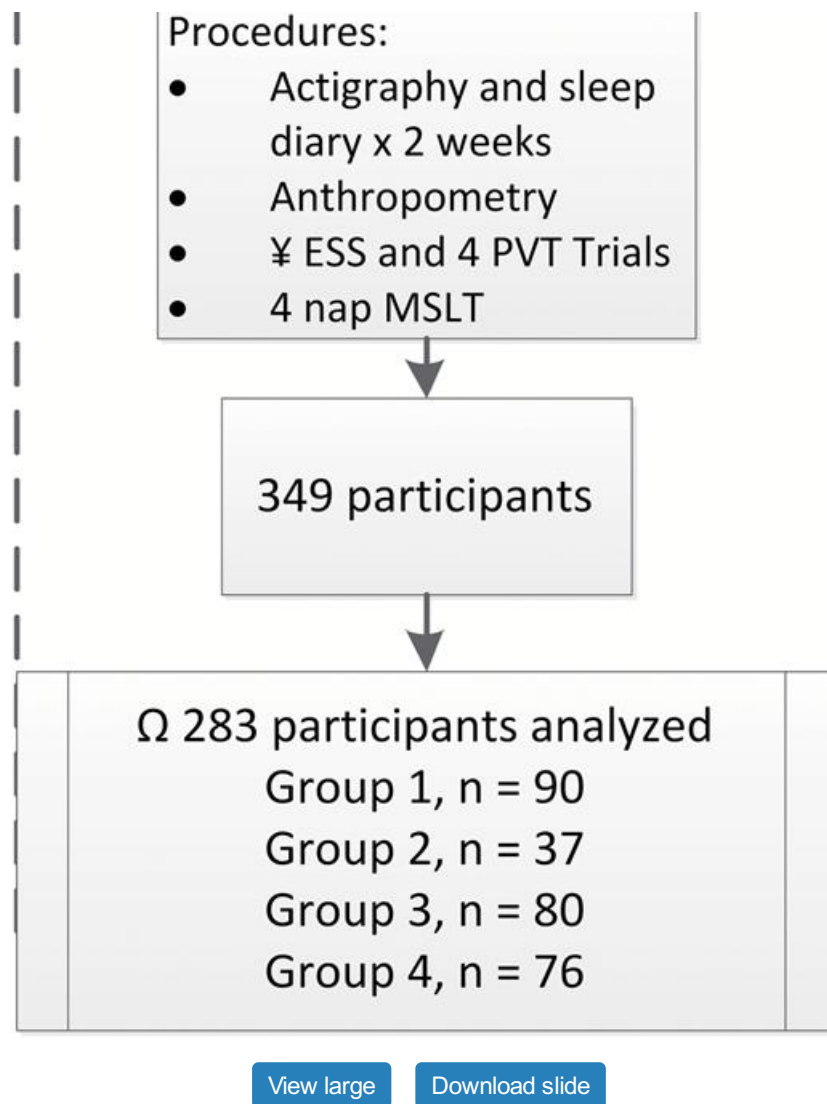 Procedures:
● Actigraphy and sleep
diary x 2 weeks
● Anthropometry
● ¥ ESS and 4 PVT Trials
● 4 nap MSLT
349 participants
Ω 283 participants analyzed
Group 1, n = 90
Group 2, n = 37
Group 3, n = 80
Group 4, n = 76
View large
Download slide